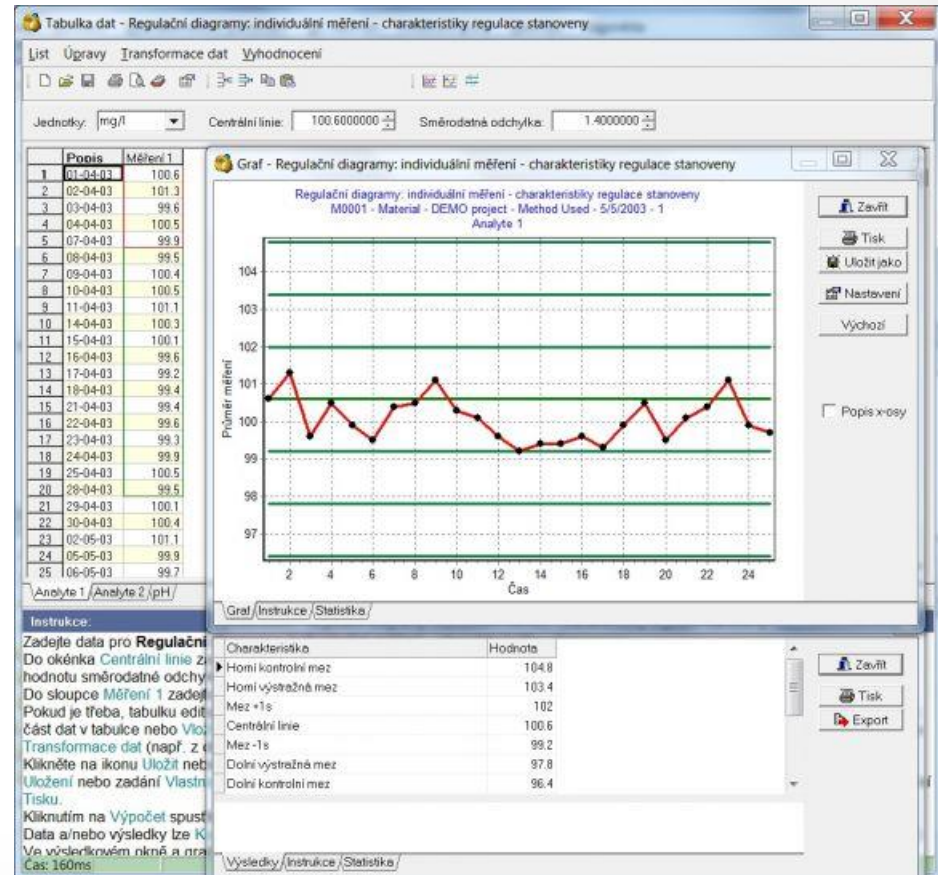 Tabulka dat - Regulační diagramy: individuální měření - charakteristiky regulace stanoveny
List Úpravy Transformace dat Vyhodnocení
Jednotky: mg/l Centrální linie: 100.6000000 Směrodatná odchylka: 1.4000000
Popis Měření 1
1 01-04-03 100.6
2 02-04-03 101.3
3 03-04-03 99.6
4 04-04-03 100.5
5 07-04-03 99.9
6 08-04-03 99.5
7 09-04-03 100.4
8 10-04-03 100.5
9 11-04-03 101.1
10 14-04-03 100.3
11 15-04-03 100.1
12 16-04-03 99.6
13 17-04-03 99.2
14 18-04-03 99.4
15 21-04-03 99.4
16 22-04-03 99.6
17 23-04-03 99.3
18 24-04-03 99.9
19 25-04-03 100.5
20 28-04-03 99.5
21 29-04-03 100.1
22 30-04-03 100.4
23 02-05-03 101.1
24 05-05-03 99.9
25 06-05-03 99.7
Analyte 1 Analyte 2 pH
Graf - Regulační diagramy: individuální měření - charakteristiky regulace stanoveny
Regulační diagramy: individuální měření - charakteristiky regulace stanoveny
M0001 - Material - DEMO project - Method Used - 5/5/2003 - 1
Analyte 1
104
103
102
101
100
99
98
97
Průměr měření
2 4 6 8 10 12 14 16 18 20 22 24
Čas
Zavřít
Tisk
Uložit jako
Nastavení
Výchozí
Popis x-osy
Graf Instrukce Statistika
Instrukce:
Zadejte data pro Regulační
Do okénka Centrální linie
hodnotu směrodatné
Do sloupce Měření 1
Pokud je třeba, tabulku
část dat v tabulce nebo
Transformace dat (např. z
Klikněte na ikonu Uložit
Uložení nebo zadání
Tisku.
Kliknutím na Výpočet
Data a/nebo výsledky lze
Ve výsledkovém okně a
Čas: 160ms
Charakteristika Hodnota
Horní kontrolní mez 104.8
Horní výstražná mez 103.4
Mez +1s 102
Centrální linie 100.6
Mez -1s 99.2
Dolní výstražná mez 97.8
Dolní kontrolní mez 96.4
Zavřít
Tisk
Export
Výsledky Instrukce Statistika